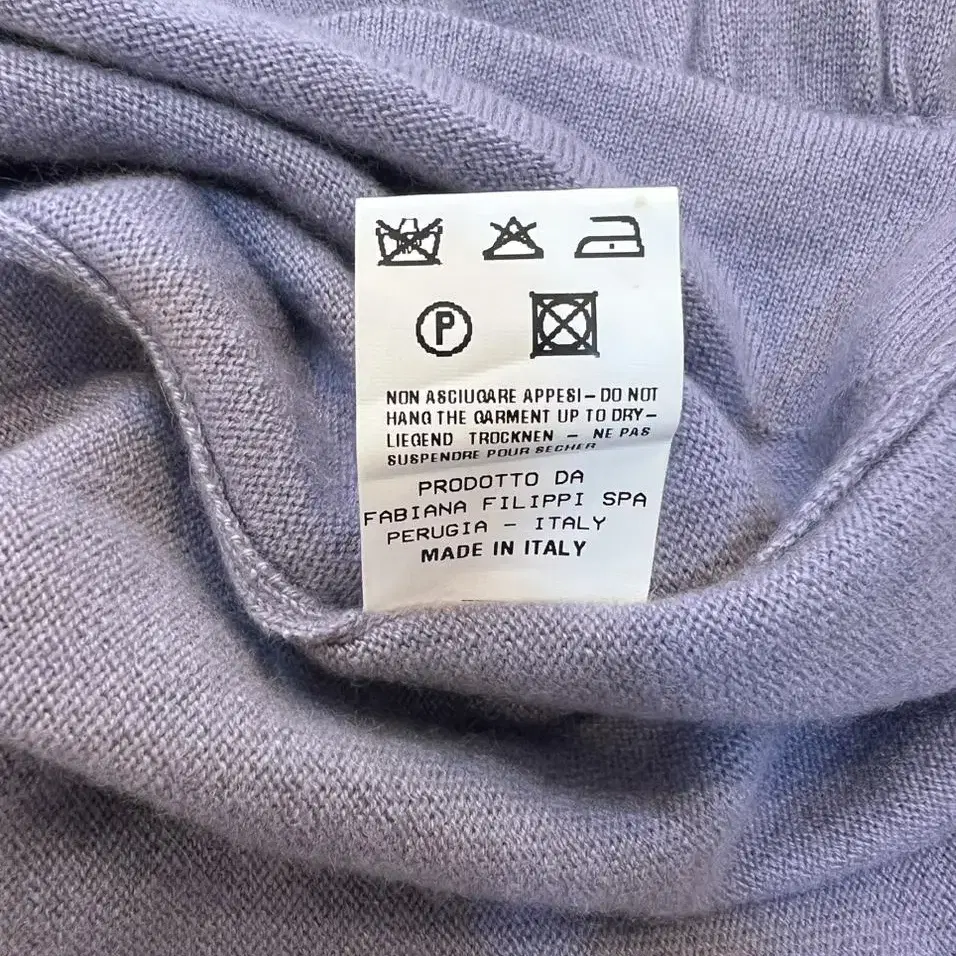 P
NON ASCIUGARE APPESI – DO NOT
HANG THE GARMENT UP TO DRY –
LIEGEND TROCKNEN – NE PAS
SUSPENDRE POUR SECHER
PRODOTTO DA
FABIANA FILIPPI SPA
PERUGIA – ITALY
MADE IN ITALY